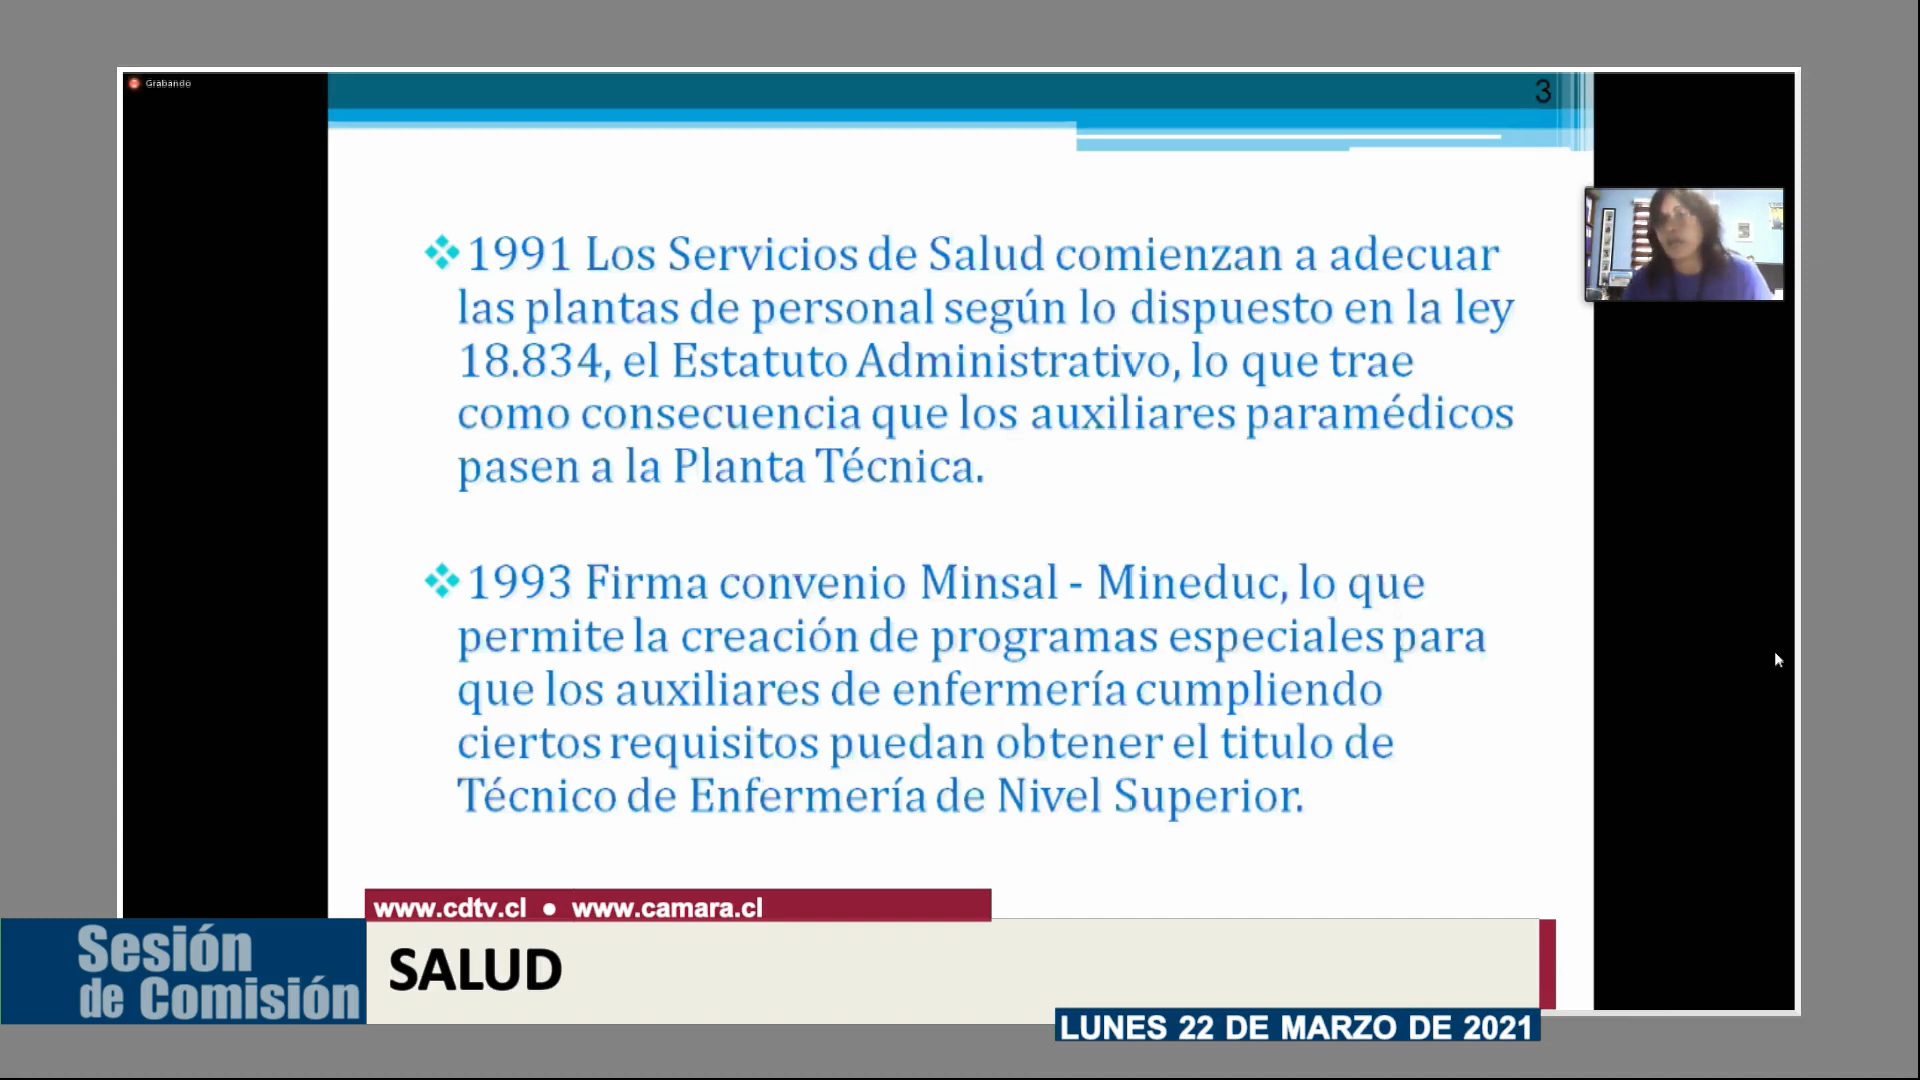 Grabando
3
❖1991 Los Servicios de Salud comienzan a adecuar
las plantas de personal según lo dispuesto en la ley
18.834, el Estatuto Administrativo, lo que trae
como consecuencia que los auxiliares paramédicos
pasen a la Planta Técnica.
❖1993 Firma convenio Minsal - Mineduc, lo que
permite la creación de programas especiales para
que los auxiliares de enfermería cumpliendo
ciertos requisitos puedan obtener el titulo de
Técnico de Enfermería de Nivel Superior.
www.cdtv.cl ● www.camara.cl
Sesión
de Comisión
SALUD
LUNES 22 DE MARZO DE 2021